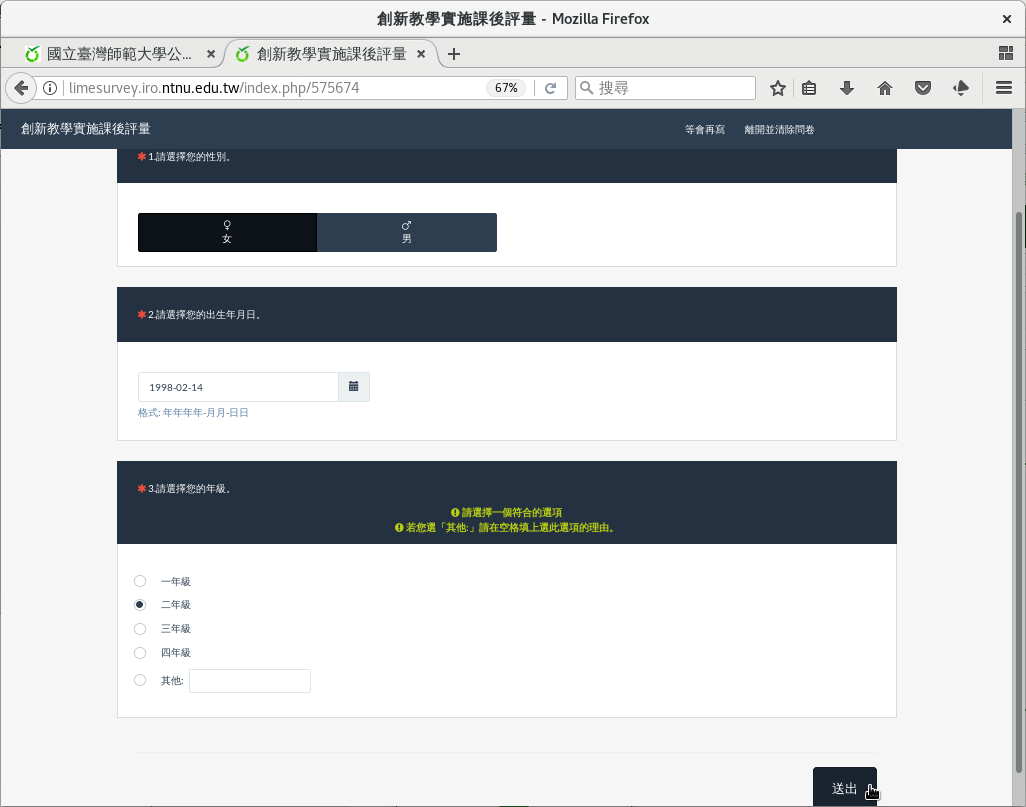 創新教學實施課後評量 - Mozilla Firefox
國立臺灣師範大學公...
創新教學實施課後評量
limesurvey.iro.ntnu.edu.tw/index.php/575674
67%
搜尋
創新教學實施課後評量
等會再寫
離開並清除問卷
1.請選擇您的性別。
女
男
2.請選擇您的出生年月日。
1998-02-14
格式: 年年年年-月月-日日
3.請選擇您的年級。
請選擇一個符合的選項
若您選「其他:」請在空格填上選此選項的理由。
一年級
二年級
三年級
四年級
其他:
送出